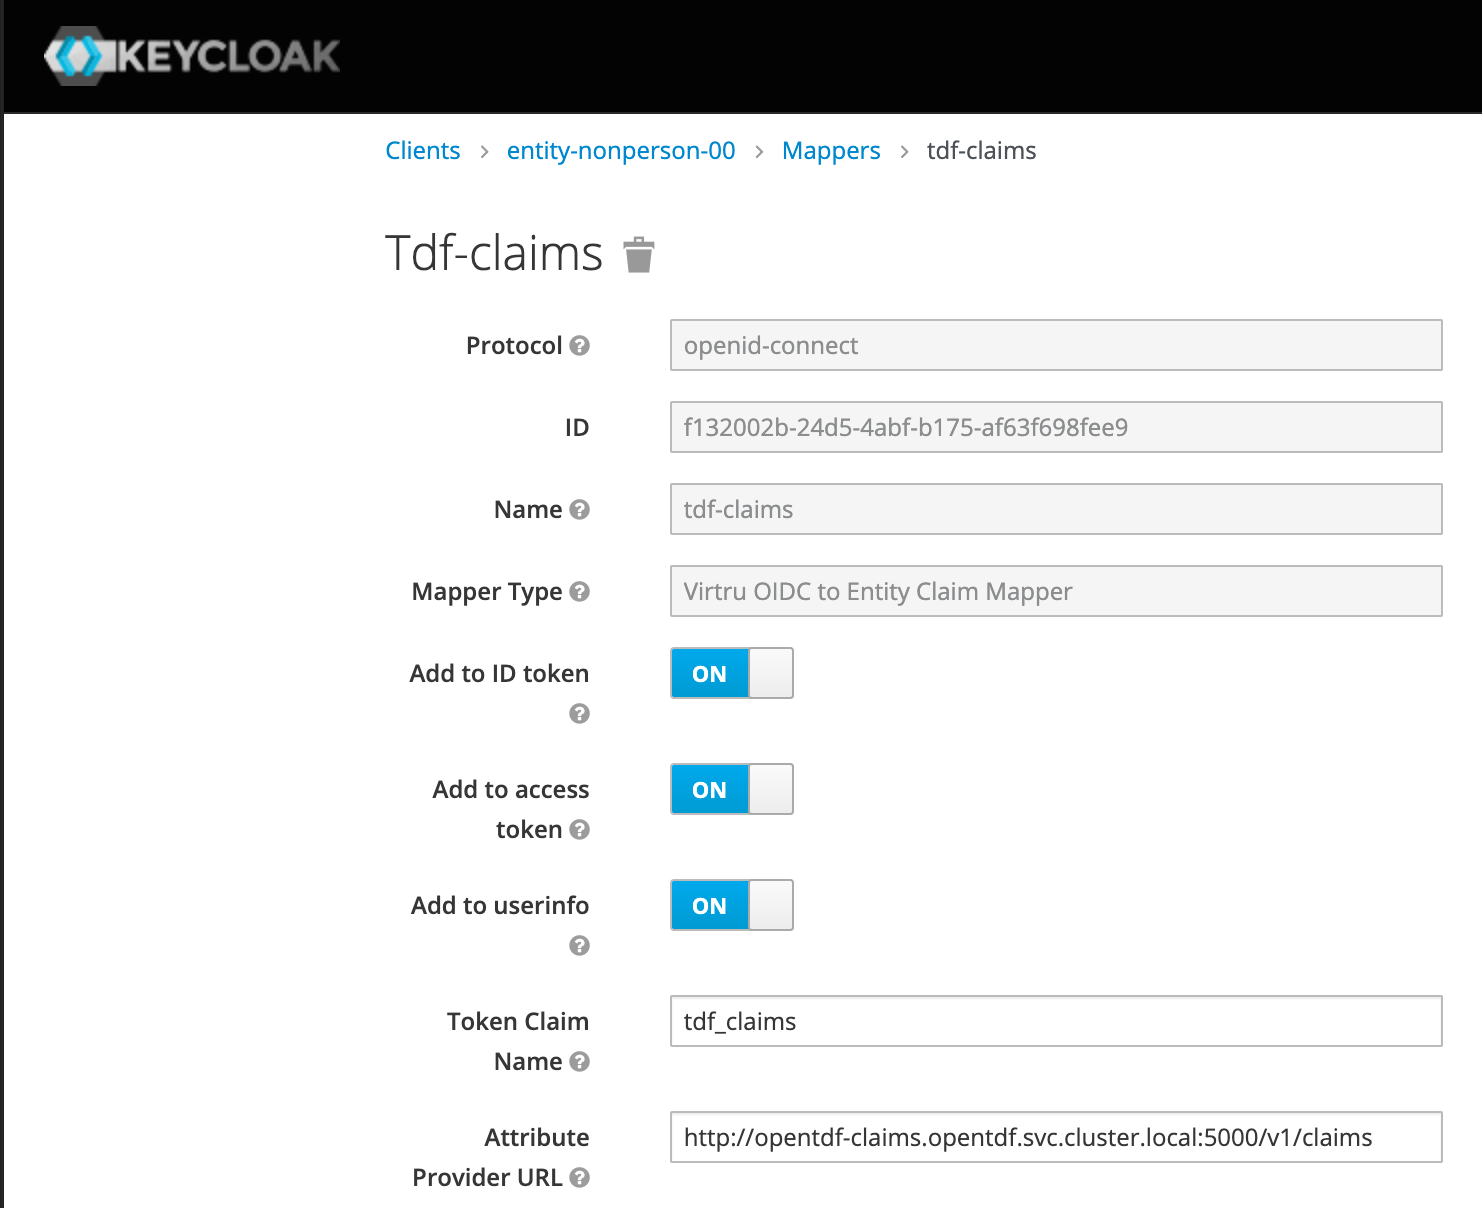 KEYCLOAK
Clients > entity-nonperson-00 > Mappers > tdf-claims
Tdf-claims
Protocol ? openid-connect
ID f132002b-24d5-4abf-b175-af63f698fee9
Name ? tdf-claims
Mapper Type ? Virtru OIDC to Entity Claim Mapper
Add to ID token ON
?
Add to access ON
token ?
Add to userinfo ON
?
Token Claim tdf_claims
Name ?
Attribute http://opentdf-claims.opentdf.svc.cluster.local:5000/v1/claims
Provider URL ?